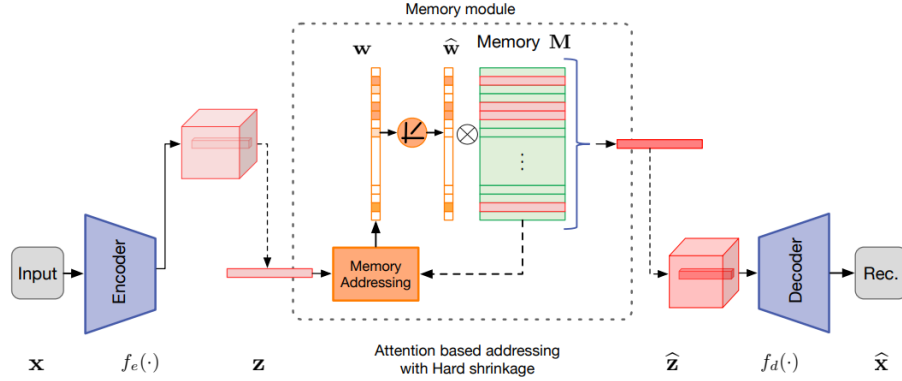 Memory module
w ŵ Memory M
⋮
Input
Encoder
Memory
Addressing
Decoder
Rec.
x f_e(·) z
Attention based addressing
with Hard shrinkage
ẑ f_d(·) x̂